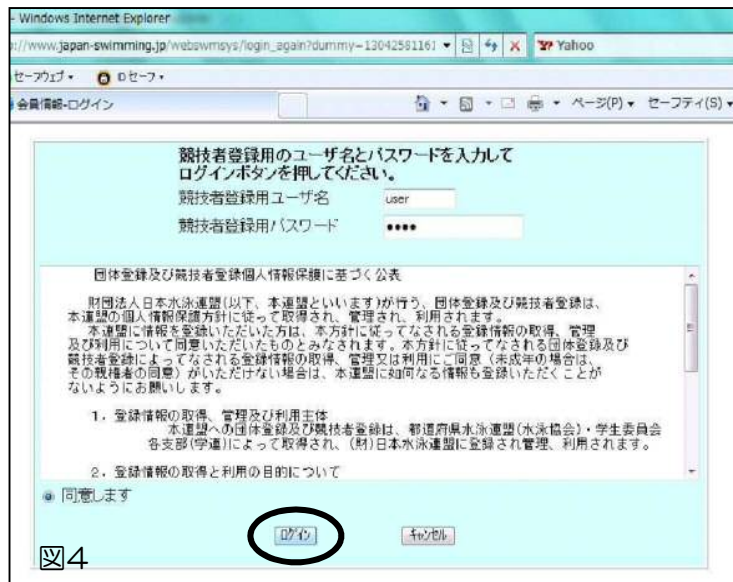 - Windows Internet Explorer
://www.japan-swimming.jp/webswmsys/login_again?dummy=13042581161 Yahoo
セーフウェブ・ Dセーフ・
会員情報-ログイン ページ(P) セーフティ(S)
競技者登録用のユーザ名とパスワードを入力して
ログインボタンを押してください。
競技者登録用ユーザ名 user
競技者登録用パスワード ●●●●
団体登録及び競技者登録個人情報保護に基づく公表
財団法人日本水泳連盟(以下、本連盟といいます)が行う、団体登録及び競技者登録は、
本連盟の個人情報保護方針に従って取得され、管理され、利用されます。
本連盟に情報を登録いただいた方は、本方針に従ってなされる登録情報の取得、管理
及び利用について同意いただいたものとみなされます。本方針に従ってなされる団体登録及び
競技者登録によってなされる登録情報の取得、管理又は利用にご同意（未成年の場合は、
その親権者の同意）がいただけない場合は、本連盟に如何なる情報も登録いただくことが
ないようにお願いします。
１．登録情報の取得、管理及び利用主体
本連盟への団体登録及び競技者登録は、都道府県水泳連盟(水泳協会)・学生委員会
各支部(学連)によって取得され、(財)日本水泳連盟に登録され管理、利用されます。
２．登録情報の取得と利用の目的について
同意します
ログイン キャンセル
図4